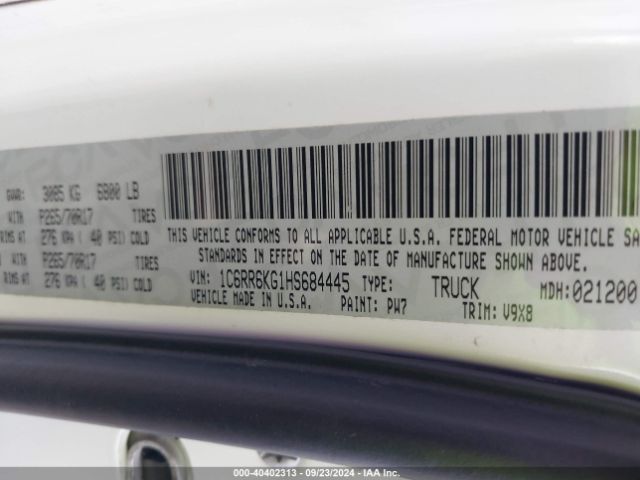 GVWR: 3085 KG 6800 LB
WITH P265/70R17 TIRES
RIMS AT 276 KPA ( 40 PSI) COLD
P265/70R17 TIRES
RIMS AT 276 KPA ( 40 PSI) COLD
THIS VEHICLE CONFORMS TO ALL APPLICABLE U.S.A. FEDERAL MOTOR VEHICLE SA
STANDARDS IN EFFECT ON THE DATE OF MANUFACTURE SHOWN ABOVE.
VIN: 1C6RR6KG1HS684445 TYPE: TRUCK MDH: 021200
VEHICLE MADE IN U.S.A. PAINT: PW7 TRIM: V9X8
000-40402313 - 09/23/2024 - IAA Inc.